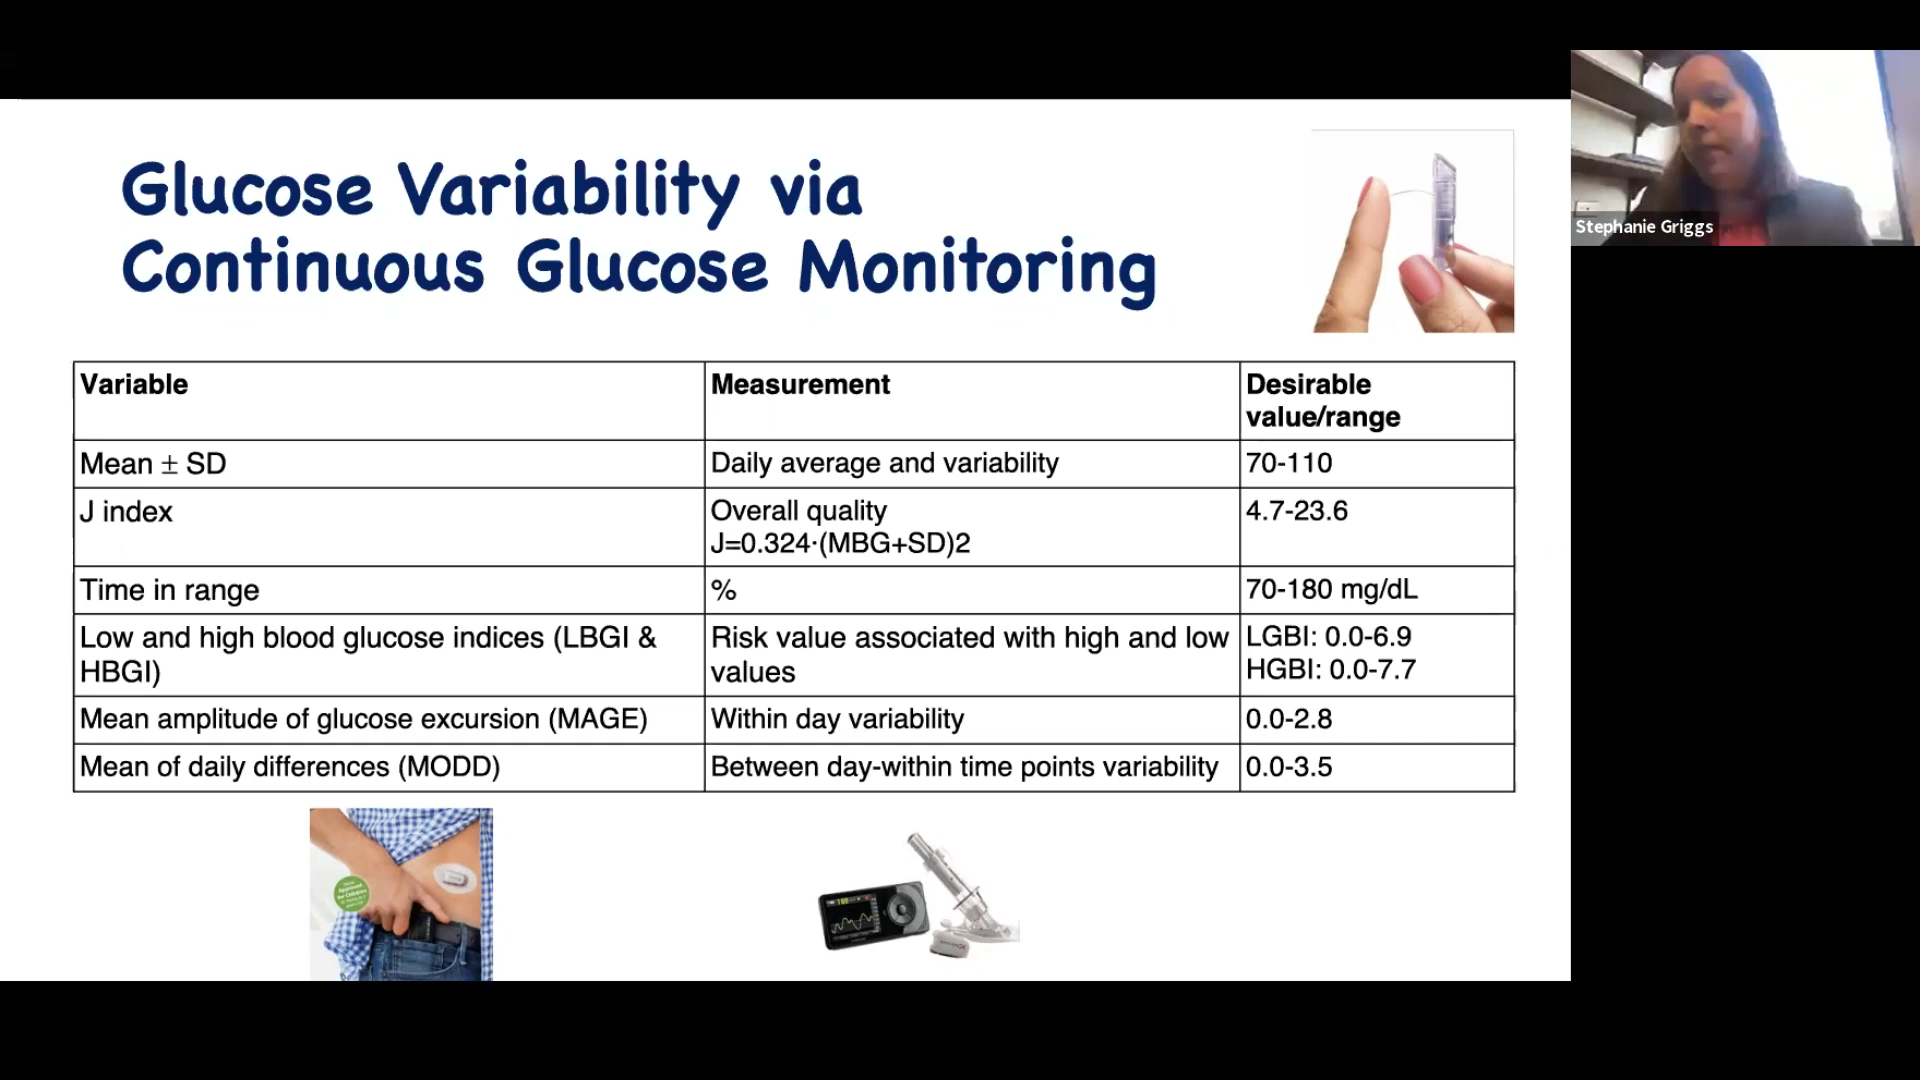 Glucose Variability via
Continuous Glucose Monitoring
Stephanie Griggs
Variable
Measurement
Desirable
value/range
Mean ± SD
Daily average and variability
70-110
J index
Overall quality
J=0.324·(MBG+SD)2
4.7-23.6
Time in range
%
70-180 mg/dL
Low and high blood glucose indices (LBGI &
HBGI)
Risk value associated with high and low
values
LGBI: 0.0-6.9
HGBI: 0.0-7.7
Mean amplitude of glucose excursion (MAGE)
Within day variability
0.0-2.8
Mean of daily differences (MODD)
Between day-within time points variability
0.0-3.5
Approved
for Children